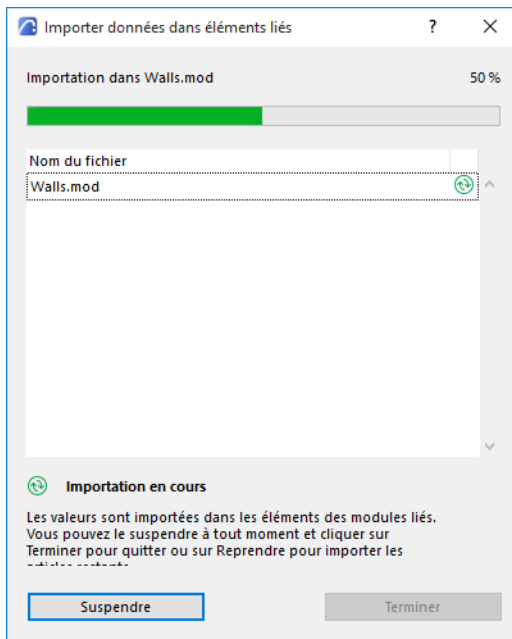 Importer données dans éléments liés ?
Importation dans Walls.mod 50 %
Nom du fichier
Walls.mod
Importation en cours
Les valeurs sont importées dans les éléments des modules liés.
Vous pouvez le suspendre à tout moment et cliquer sur
Terminer pour quitter ou sur Reprendre pour importer les
articles restants.
Suspendre Terminer